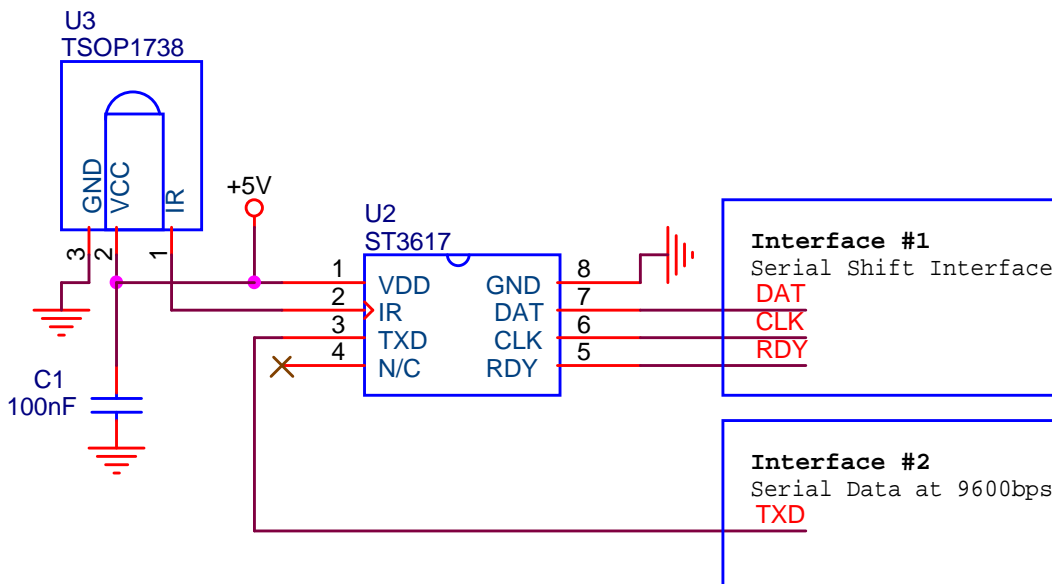 U3
TSOP1738
GND
VCC
IR
3
2
1
+5V
C1
100nF
U2
ST3617
1
VDD
2
IR
3
TXD
4
N/C
GND
8
DAT
7
CLK
6
RDY
5
Interface #1
Serial Shift Interface
DAT
CLK
RDY
Interface #2
Serial Data at 9600bps
TXD